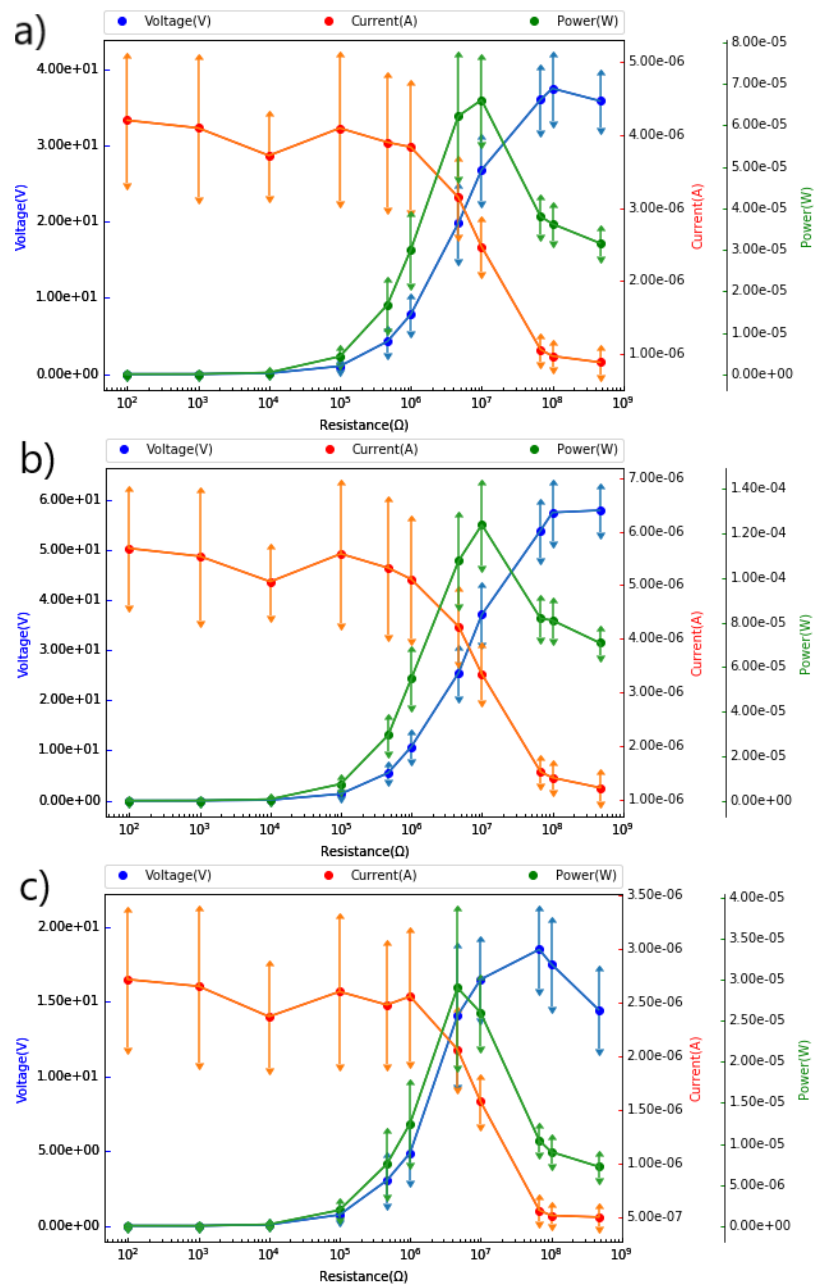 a)
Voltage(V) Current(A) Power(W)
8.00e-05
5.00e-06
4.00e+01
7.00e-05
6.00e-05
4.00e-06
3.00e+01
5.00e-05
Voltage(V)
Current(A)
Power(W)
3.00e-06
4.00e-05
2.00e+01
3.00e-05
2.00e-06
2.00e-05
1.00e+01
1.00e-05
1.00e-06
0.00e+00
0.00e+00
10² 10³ 10⁴ 10⁵ 10⁶ 10⁷ 10⁸ 10⁹
Resistance(Ω)
b)
Voltage(V) Current(A) Power(W)
7.00e-06
1.40e-04
6.00e+01
6.00e-06
1.20e-04
5.00e+01
5.00e-06
1.00e-04
4.00e+01
Voltage(V)
Current(A)
Power(W)
8.00e-05
4.00e-06
3.00e+01
6.00e-05
3.00e-06
2.00e+01
4.00e-05
2.00e-06
1.00e+01
2.00e-05
0.00e+00
1.00e-06
0.00e+00
10² 10³ 10⁴ 10⁵ 10⁶ 10⁷ 10⁸ 10⁹
Resistance(Ω)
c)
Voltage(V) Current(A) Power(W)
3.50e-06
4.00e-05
2.00e+01
3.50e-05
3.00e-06
3.00e-05
1.50e+01
2.50e-06
2.50e-05
Voltage(V)
Current(A)
Power(W)
2.00e-06
2.00e-05
1.00e+01
1.50e-05
1.50e-06
1.00e-05
1.00e-06
5.00e+00
5.00e-06
5.00e-07
0.00e+00
0.00e+00
10² 10³ 10⁴ 10⁵ 10⁶ 10⁷ 10⁸ 10⁹
Resistance(Ω)